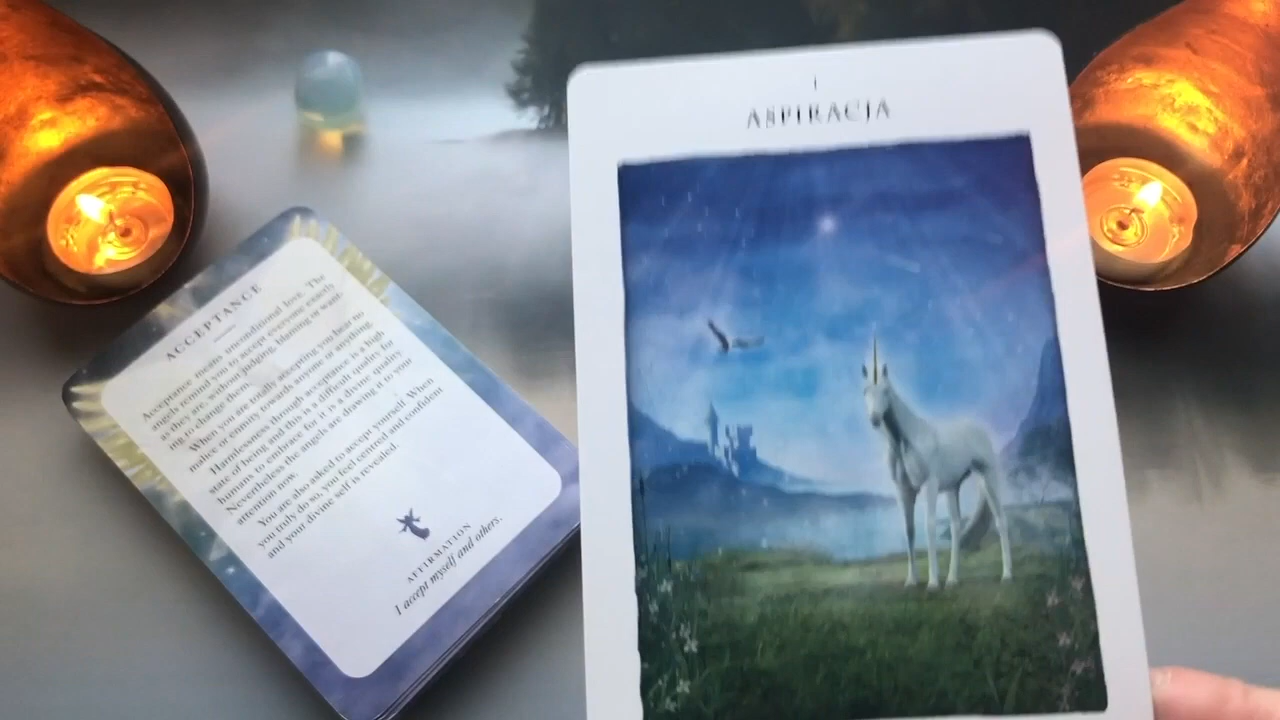 ACCEPTANCE
Acceptance means unconditional love. The
angels remind you to accept everyone exactly
as they are, without judging, blaming or want-
ing to change them.
When you are totally accepting you bear no
malice or enmity towards anyone or anything.
Harmlessness through acceptance is a high
state of being and this is a difficult quality for
humans to embrace for it is a divine quality.
Nevertheless the angels are drawing it to your
attention now.
You are also asked to accept yourself. When
you truly do so, you feel centred and confident
and your divine self is revealed.
AFFIRMATION
I accept myself and others.
1
ASPIRACJA